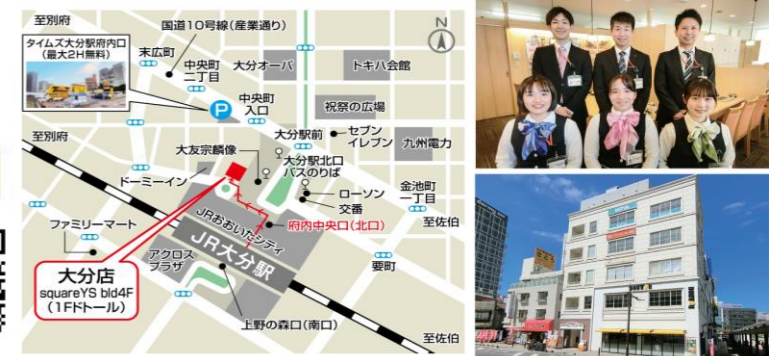 至別府
国道10号線(産業通り)
N
タイムズ大分駅府内口
(最大2H無料)
末広町
中央町
二丁目
大分オーパ
トキハ会館
P
中央町
入口
祝祭の広場
至別府
大分駅前
セブン
イレブン
九州電力
大友宗麟像
大分駅北口
バスのりば
ドーミーイン
ローソン
交番
金池町
一丁目
JRおおいたシティ
府内中央口(北口)
至佐伯
ファミリーマート
JR大分駅
アクロス
プラザ
要町
大分店
squareYS bld4F
(1Fドトール)
上野の森口(南口)
至佐伯